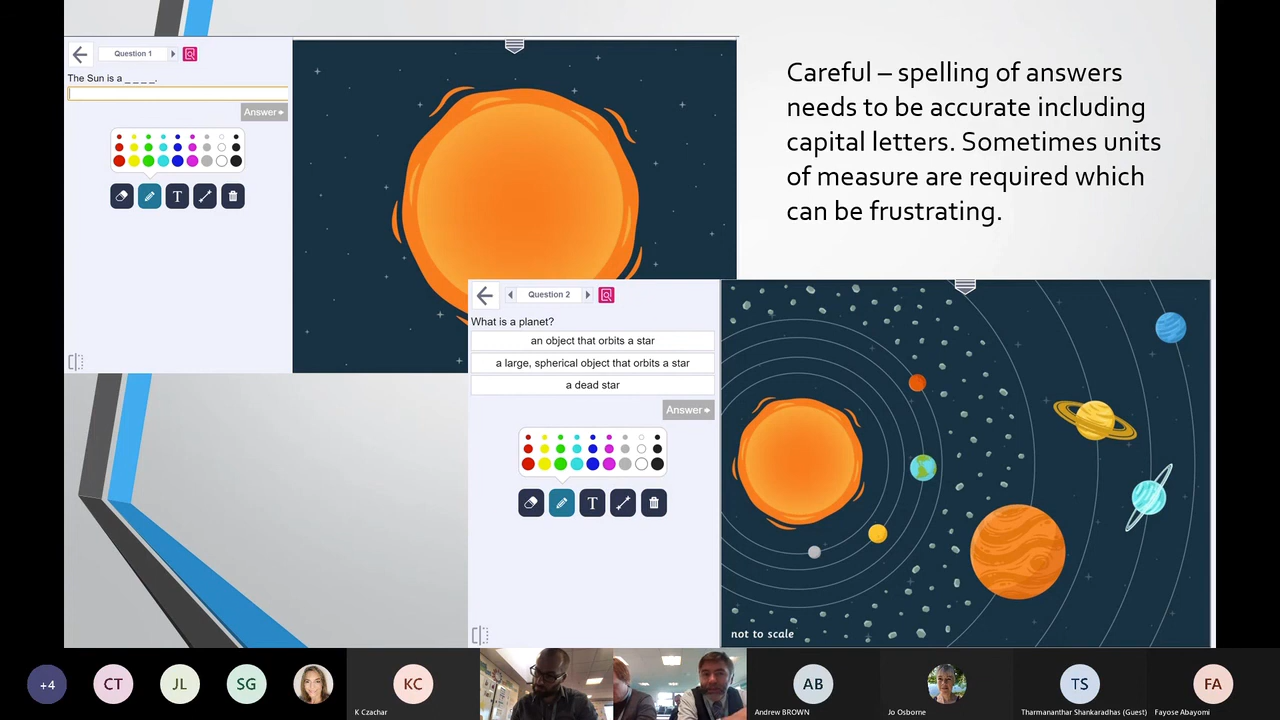 Question 1
The Sun is a _ _ _ _.
Answer
T
Careful – spelling of answers
needs to be accurate including
capital letters. Sometimes units
of measure are required which
can be frustrating.
Question 2
What is a planet?
an object that orbits a star
a large, spherical object that orbits a star
a dead star
Answer
T
not to scale
+4
CT
JL
SG
KC
K Czachar
AB
Andrew BROWN
Jo Osborne
TS
Tharmananthar Shankaradhas (Guest)
FA
Fayose Abayomi